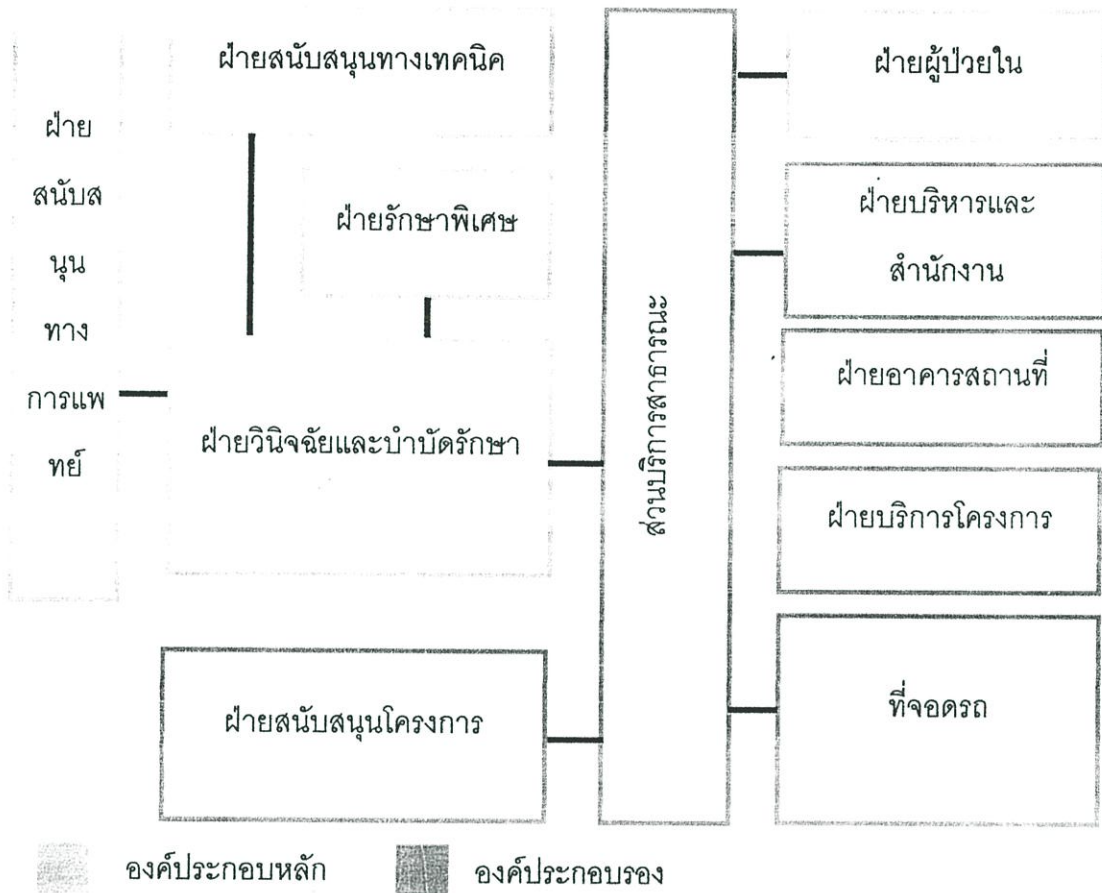 ฝ่ายสนับสนุนทางเทคนิค
ฝ่ายผู้ป่วยใน
ฝ่าย
สนับส
นุน
ทาง
การแพ
ทย์
ฝ่ายรักษาพิเศษ
ฝ่ายบริหารและ
สำนักงาน
ส่วนบริการสาธารณะ
ฝ่ายอาคารสถานที่
ฝ่ายวินิจฉัยและบำบัดรักษา
ฝ่ายบริการโครงการ
ฝ่ายสนับสนุนโครงการ
ที่จอดรถ
องค์ประกอบหลัก
องค์ประกอบรอง